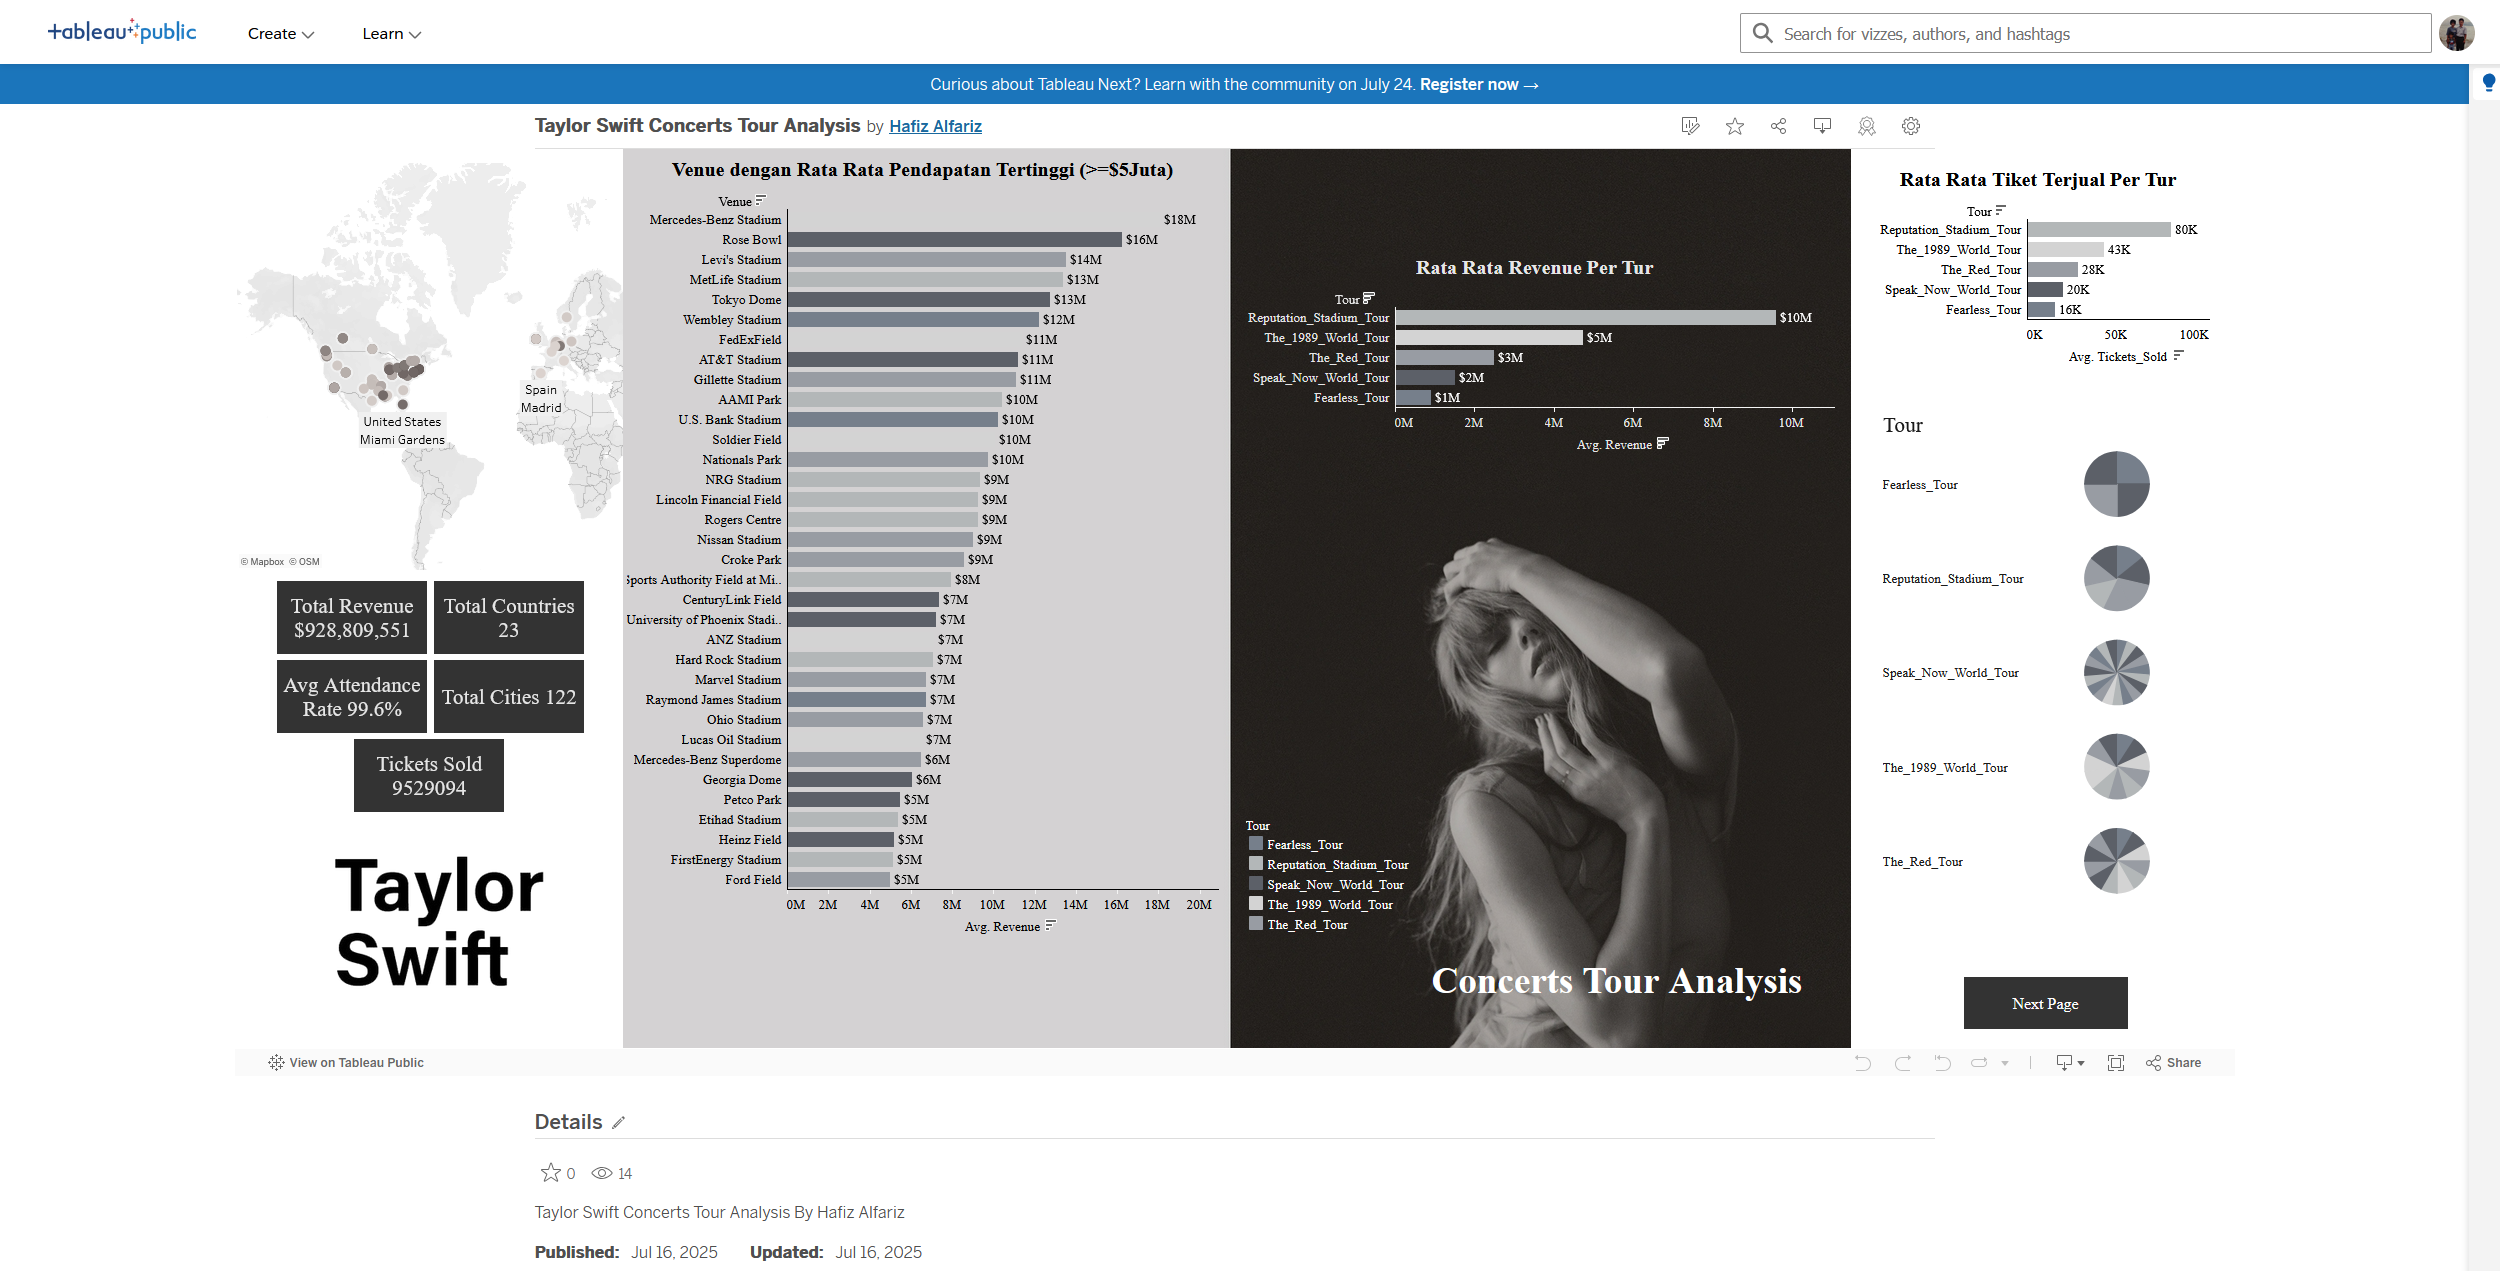 tableau public
Create
Learn
Search for vizzes, authors, and hashtags
Curious about Tableau Next? Learn with the community on July 24. Register now →
Taylor Swift Concerts Tour Analysis by Hafiz Alfariz
Spain
Madrid
United States
Miami Gardens
© Mapbox © OSM
Total Revenue
$928,809,551
Total Countries
23
Avg Attendance
Rate 99.6%
Total Cities 122
Tickets Sold
9529094
Taylor
Swift
Venue dengan Rata Rata Pendapatan Tertinggi (>=$5Juta)
Venue
Mercedes-Benz Stadium $18M
Rose Bowl $16M
Levi's Stadium $14M
MetLife Stadium $13M
Tokyo Dome $13M
Wembley Stadium $12M
FedExField $11M
AT&T Stadium $11M
Gillette Stadium $11M
AAMI Park $10M
U.S. Bank Stadium $10M
Soldier Field $10M
Nationals Park $10M
NRG Stadium $9M
Lincoln Financial Field $9M
Rogers Centre $9M
Nissan Stadium $9M
Croke Park $9M
Sports Authority Field at Mi.. $8M
CenturyLink Field $7M
University of Phoenix Stadi.. $7M
ANZ Stadium $7M
Hard Rock Stadium $7M
Marvel Stadium $7M
Raymond James Stadium $7M
Ohio Stadium $7M
Lucas Oil Stadium $7M
Mercedes-Benz Superdome $6M
Georgia Dome $6M
Petco Park $5M
Etihad Stadium $5M
Heinz Field $5M
FirstEnergy Stadium $5M
Ford Field $5M
0M 2M 4M 6M 8M 10M 12M 14M 16M 18M 20M
Avg. Revenue
Rata Rata Revenue Per Tur
Tour
Reputation_Stadium_Tour $10M
The_1989_World_Tour $5M
The_Red_Tour $3M
Speak_Now_World_Tour $2M
Fearless_Tour $1M
0M 2M 4M 6M 8M 10M
Avg. Revenue
Tour
Fearless_Tour
Reputation_Stadium_Tour
Speak_Now_World_Tour
The_1989_World_Tour
The_Red_Tour
Concerts Tour Analysis
Rata Rata Tiket Terjual Per Tur
Tour
Reputation_Stadium_Tour 80K
The_1989_World_Tour 43K
The_Red_Tour 28K
Speak_Now_World_Tour 20K
Fearless_Tour 16K
0K 50K 100K
Avg. Tickets_Sold
Tour
Fearless_Tour
Reputation_Stadium_Tour
Speak_Now_World_Tour
The_1989_World_Tour
The_Red_Tour
Next Page
View on Tableau Public
Share
Details
0 14
Taylor Swift Concerts Tour Analysis By Hafiz Alfariz
Published: Jul 16, 2025 Updated: Jul 16, 2025